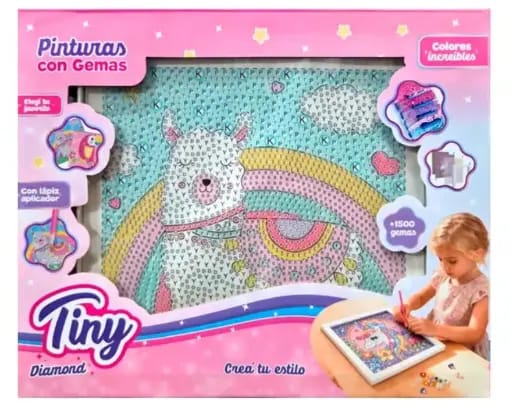 Pinturas
con Gemas
Colores
increíbles
Elegí tu
favorito
Con lápiz
aplicador
+1500
gemas
Tiny
Diamond
Crea tu estilo